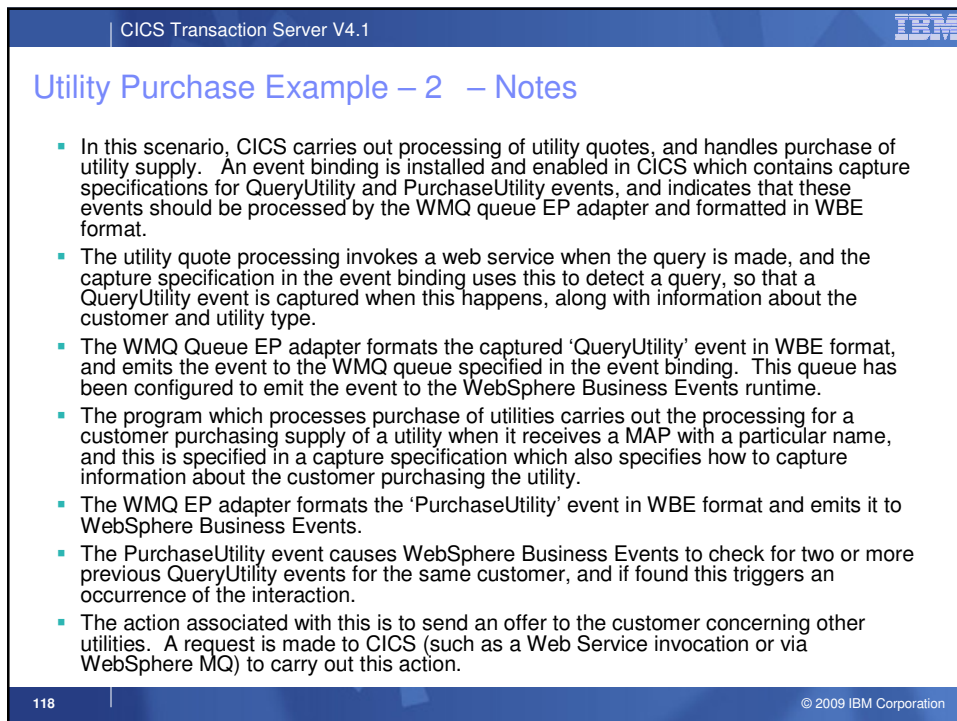 CICS Transaction Server V4.1
IBM
Utility Purchase Example – 2 – Notes
▪ In this scenario, CICS carries out processing of utility quotes, and handles purchase of
utility supply. An event binding is installed and enabled in CICS which contains capture
specifications for QueryUtility and PurchaseUtility events, and indicates that these
events should be processed by the WMQ queue EP adapter and formatted in WBE
format.
▪ The utility quote processing invokes a web service when the query is made, and the
capture specification in the event binding uses this to detect a query, so that a
QueryUtility event is captured when this happens, along with information about the
customer and utility type.
▪ The WMQ Queue EP adapter formats the captured ‘QueryUtility’ event in WBE format,
and emits the event to the WMQ queue specified in the event binding. This queue has
been configured to emit the event to the WebSphere Business Events runtime.
▪ The program which processes purchase of utilities carries out the processing for a
customer purchasing supply of a utility when it receives a MAP with a particular name,
and this is specified in a capture specification which also specifies how to capture
information about the customer purchasing the utility.
▪ The WMQ EP adapter formats the ‘PurchaseUtility’ event in WBE format and emits it to
WebSphere Business Events.
▪ The PurchaseUtility event causes WebSphere Business Events to check for two or more
previous QueryUtility events for the same customer, and if found this triggers an
occurrence of the interaction.
▪ The action associated with this is to send an offer to the customer concerning other
utilities. A request is made to CICS (such as a Web Service invocation or via
WebSphere MQ) to carry out this action.
118
© 2009 IBM Corporation